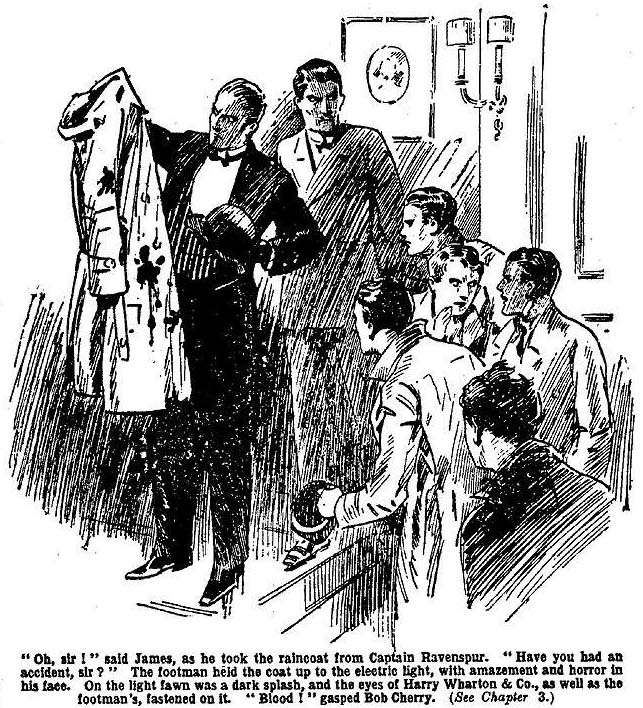 "Oh, sir!" said James, as he took the raincoat from Captain Ravenspur. "Have you had an
accident, sir?" The footman held the coat up to the electric light, with amazement and horror in
his face. On the light fawn was a dark splash, and the eyes of Harry Wharton & Co., as well as the
footman's, fastened on it. "Blood!" gasped Bob Cherry. (See Chapter 3.)